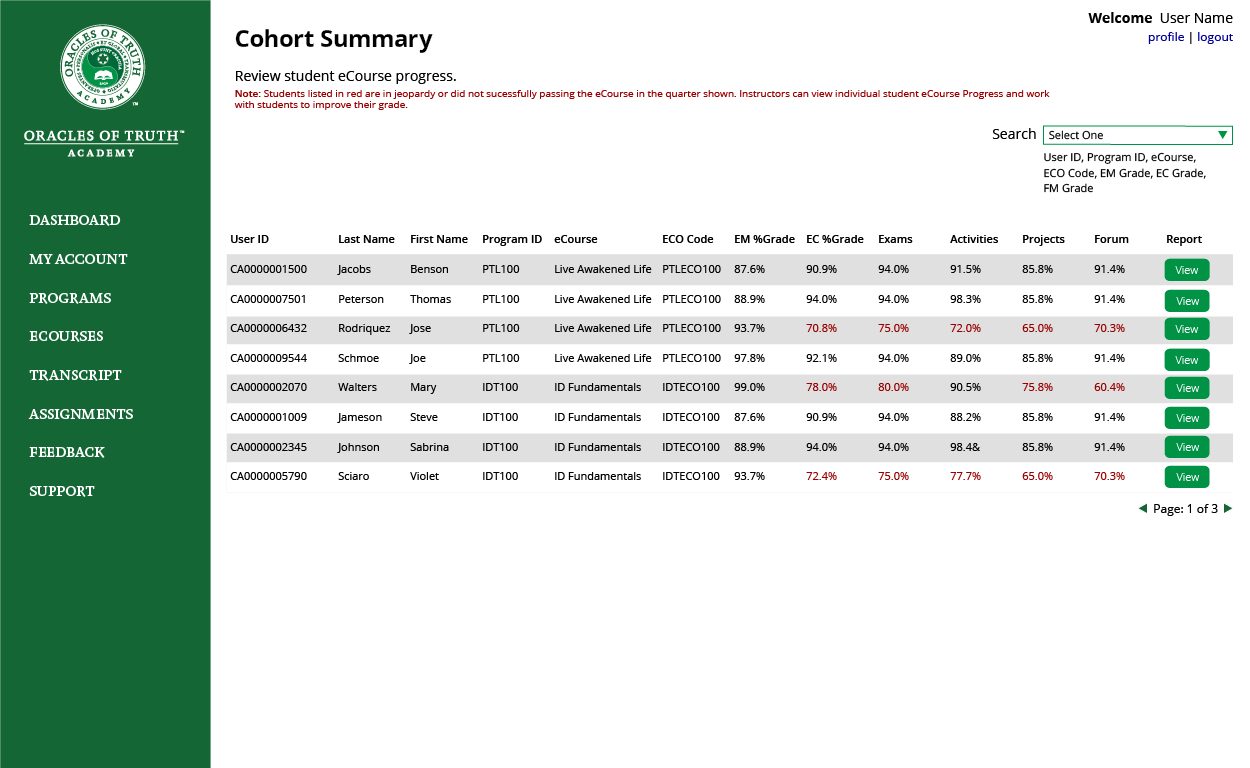 ORACLES OF TRUTH
ACADEMY
™
ORACLES OF TRUTH™
ACADEMY
DASHBOARD
MY ACCOUNT
PROGRAMS
ECOURSES
TRANSCRIPT
ASSIGNMENTS
FEEDBACK
SUPPORT
Welcome User Name
profile | logout
Cohort Summary
Review student eCourse progress.
Note: Students listed in red are in jeopardy or did not sucessfully passing the eCourse in the quarter shown. Instructors can view individual student eCourse Progress and work
with students to improve their grade.
Search Select One
User ID, Program ID, eCourse,
ECO Code, EM Grade, EC Grade,
FM Grade
User ID Last Name First Name Program ID eCourse ECO Code EM %Grade EC %Grade Exams Activities Projects Forum Report
CA0000001500 Jacobs Benson PTL100 Live Awakened Life PTLECO100 87.6% 90.9% 94.0% 91.5% 85.8% 91.4% View
CA0000007501 Peterson Thomas PTL100 Live Awakened Life PTLECO100 88.9% 94.0% 94.0% 98.3% 85.8% 91.4% View
CA0000006432 Rodriquez Jose PTL100 Live Awakened Life PTLECO100 93.7% 70.8% 75.0% 72.0% 65.0% 70.3% View
CA0000009544 Schmoe Joe PTL100 Live Awakened Life PTLECO100 97.8% 92.1% 94.0% 89.0% 85.8% 91.4% View
CA0000002070 Walters Mary IDT100 ID Fundamentals IDTECO100 99.0% 78.0% 80.0% 90.5% 75.8% 60.4% View
CA0000001009 Jameson Steve IDT100 ID Fundamentals IDTECO100 87.6% 90.9% 94.0% 88.2% 85.8% 91.4% View
CA0000002345 Johnson Sabrina IDT100 ID Fundamentals IDTECO100 88.9% 94.0% 94.0% 98.4& 85.8% 91.4% View
CA0000005790 Sciaro Violet IDT100 ID Fundamentals IDTECO100 93.7% 72.4% 75.0% 77.7% 65.0% 70.3% View
Page: 1 of 3